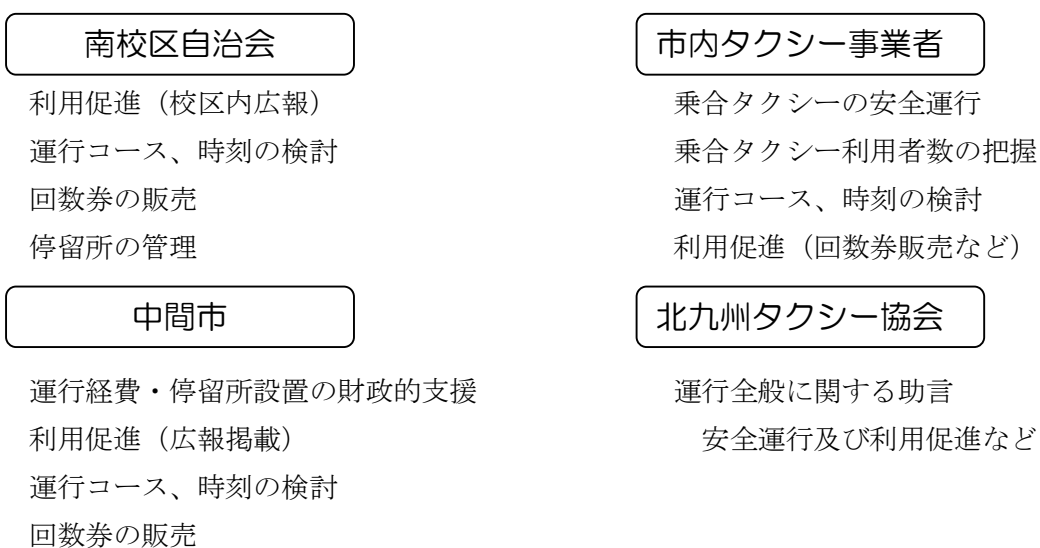 南校区自治会
利用促進（校区内広報）
運行コース、時刻の検討
回数券の販売
停留所の管理
市内タクシー事業者
乗合タクシーの安全運行
乗合タクシー利用者数の把握
運行コース、時刻の検討
利用促進（回数券販売など）
中間市
運行経費・停留所設置の財政的支援
利用促進（広報掲載）
運行コース、時刻の検討
回数券の販売
北九州タクシー協会
運行全般に関する助言
安全運行及び利用促進など